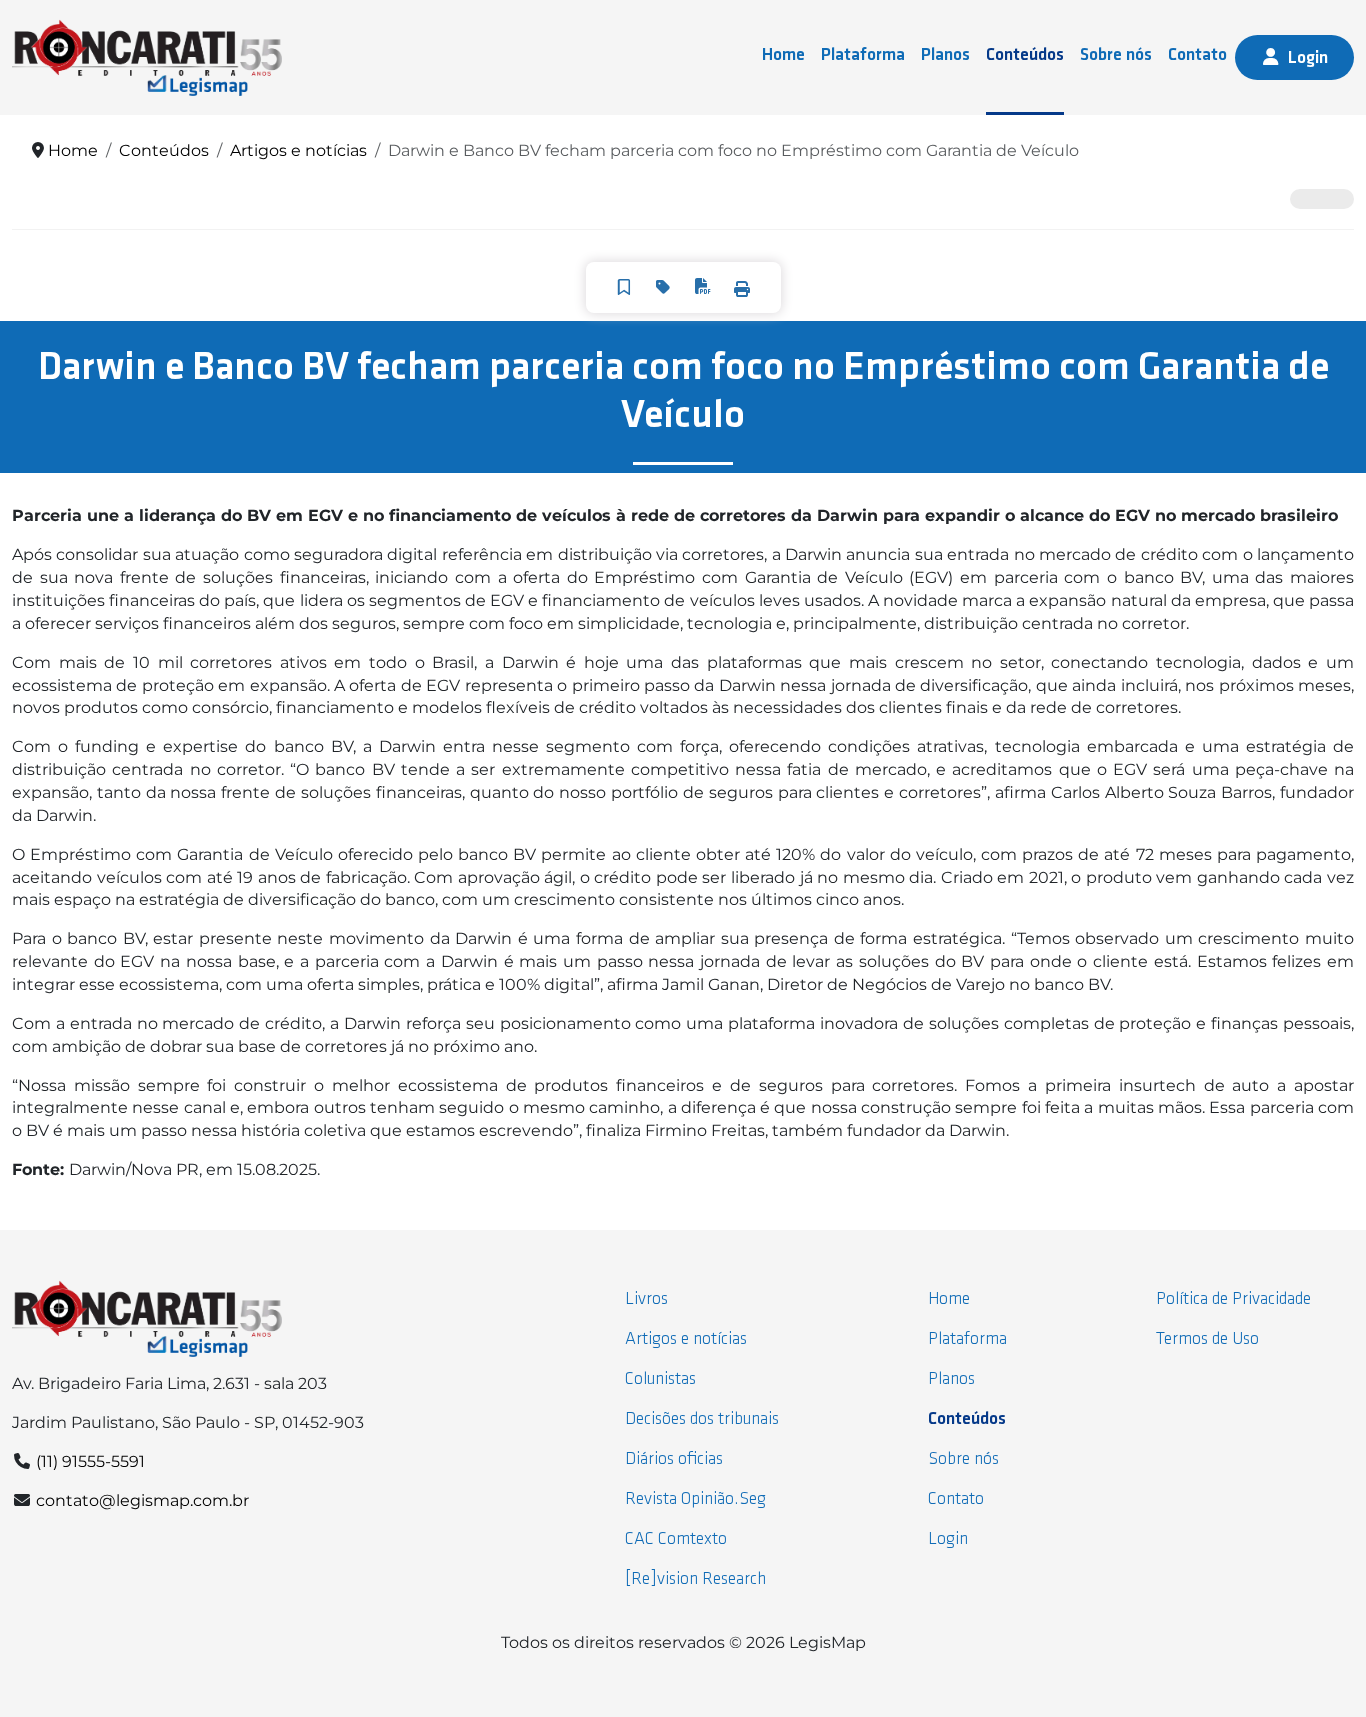 RONCARATI 55
EDITORA ANOS
Legismap
Home Plataforma Planos Conteúdos Sobre nós Contato Login
Home / Conteúdos / Artigos e notícias / Darwin e Banco BV fecham parceria com foco no Empréstimo com Garantia de Veículo
PDF
Darwin e Banco BV fecham parceria com foco no Empréstimo com Garantia de
Veículo
Parceria une a liderança do BV em EGV e no financiamento de veículos à rede de corretores da Darwin para expandir o alcance do EGV no mercado brasileiro
Após consolidar sua atuação como seguradora digital referência em distribuição via corretores, a Darwin anuncia sua entrada no mercado de crédito com o lançamento
de sua nova frente de soluções financeiras, iniciando com a oferta do Empréstimo com Garantia de Veículo (EGV) em parceria com o banco BV, uma das maiores
instituições financeiras do país, que lidera os segmentos de EGV e financiamento de veículos leves usados. A novidade marca a expansão natural da empresa, que passa
a oferecer serviços financeiros além dos seguros, sempre com foco em simplicidade, tecnologia e, principalmente, distribuição centrada no corretor.
Com mais de 10 mil corretores ativos em todo o Brasil, a Darwin é hoje uma das plataformas que mais crescem no setor, conectando tecnologia, dados e um
ecossistema de proteção em expansão. A oferta de EGV representa o primeiro passo da Darwin nessa jornada de diversificação, que ainda incluirá, nos próximos meses,
novos produtos como consórcio, financiamento e modelos flexíveis de crédito voltados às necessidades dos clientes finais e da rede de corretores.
Com o funding e expertise do banco BV, a Darwin entra nesse segmento com força, oferecendo condições atrativas, tecnologia embarcada e uma estratégia de
distribuição centrada no corretor. “O banco BV tende a ser extremamente competitivo nessa fatia de mercado, e acreditamos que o EGV será uma peça-chave na
expansão, tanto da nossa frente de soluções financeiras, quanto do nosso portfólio de seguros para clientes e corretores”, afirma Carlos Alberto Souza Barros, fundador
da Darwin.
O Empréstimo com Garantia de Veículo oferecido pelo banco BV permite ao cliente obter até 120% do valor do veículo, com prazos de até 72 meses para pagamento,
aceitando veículos com até 19 anos de fabricação. Com aprovação ágil, o crédito pode ser liberado já no mesmo dia. Criado em 2021, o produto vem ganhando cada vez
mais espaço na estratégia de diversificação do banco, com um crescimento consistente nos últimos cinco anos.
Para o banco BV, estar presente neste movimento da Darwin é uma forma de ampliar sua presença de forma estratégica. “Temos observado um crescimento muito
relevante do EGV na nossa base, e a parceria com a Darwin é mais um passo nessa jornada de levar as soluções do BV para onde o cliente está. Estamos felizes em
integrar esse ecossistema, com uma oferta simples, prática e 100% digital”, afirma Jamil Ganan, Diretor de Negócios de Varejo no banco BV.
Com a entrada no mercado de crédito, a Darwin reforça seu posicionamento como uma plataforma inovadora de soluções completas de proteção e finanças pessoais,
com ambição de dobrar sua base de corretores já no próximo ano.
“Nossa missão sempre foi construir o melhor ecossistema de produtos financeiros e de seguros para corretores. Fomos a primeira insurtech de auto a apostar
integralmente nesse canal e, embora outros tenham seguido o mesmo caminho, a diferença é que nossa construção sempre foi feita a muitas mãos. Essa parceria com
o BV é mais um passo nessa história coletiva que estamos escrevendo”, finaliza Firmino Freitas, também fundador da Darwin.
Fonte: Darwin/Nova PR, em 15.08.2025.
RONCARATI 55
EDITORA ANOS
Legismap
Av. Brigadeiro Faria Lima, 2.631 - sala 203
Jardim Paulistano, São Paulo - SP, 01452-903
(11) 91555-5591
contato@legismap.com.br
Livros
Artigos e notícias
Colunistas
Decisões dos tribunais
Diários oficias
Revista Opinião.Seg
CAC Comtexto
[Re]vision Research
Home
Plataforma
Planos
Conteúdos
Sobre nós
Contato
Login
Política de Privacidade
Termos de Uso
Todos os direitos reservados © 2026 LegisMap